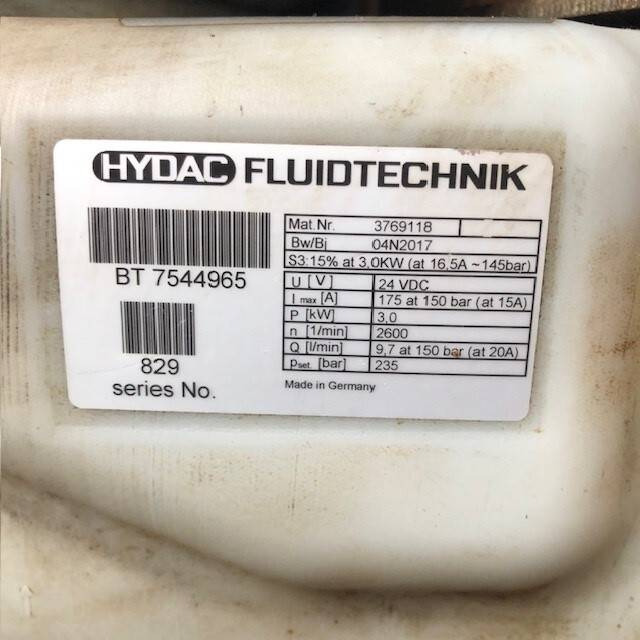 HYDAC FLUIDTECHNIK
BT 7544965
829
series No.
Mat.Nr. 3769118
Bw/Bj 04N2017
S3:15% at 3,0KW (at 16,5A ~145bar)
U [V] 24 VDC
I max [A] 175 at 150 bar (at 15A)
P [kW] 3,0
n [1/min] 2600
Q [l/min] 9,7 at 150 bar (at 20A)
Pset. [bar] 235
Made in Germany